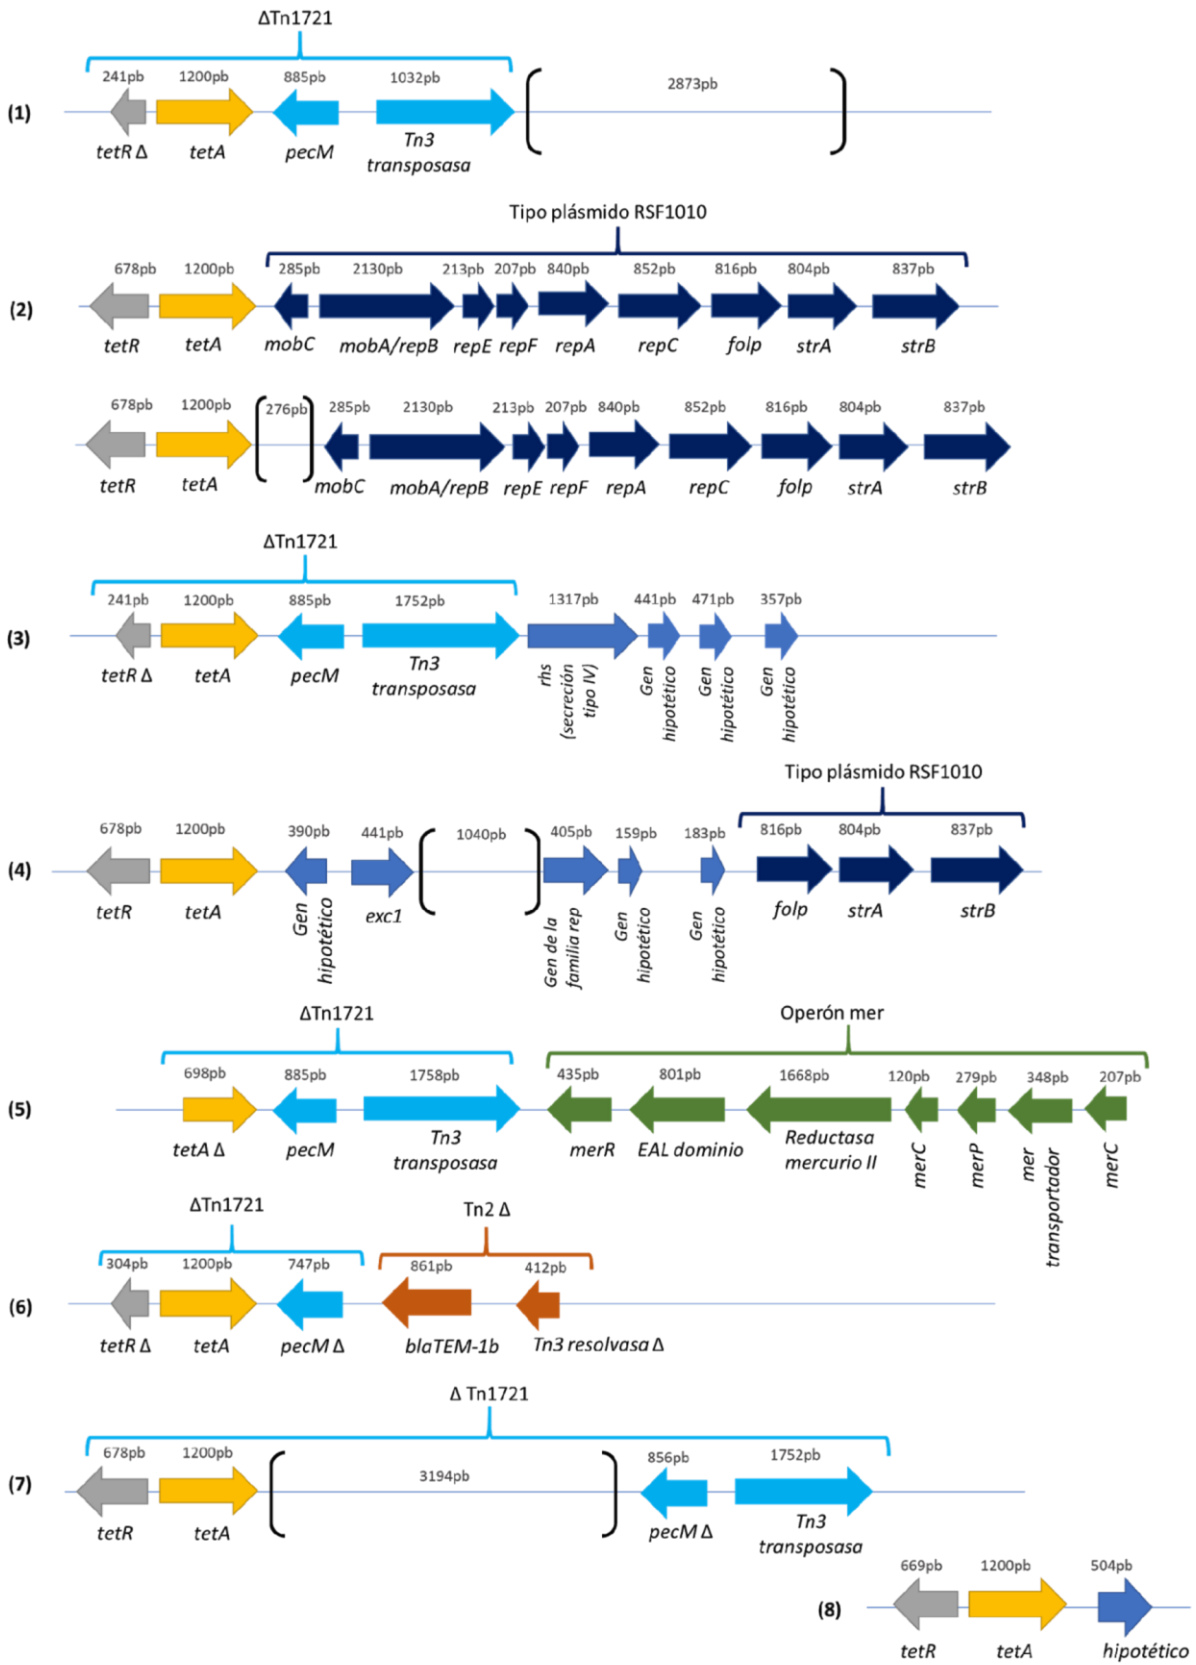 ΔTn1721
241pb 1200pb 885pb 1032pb 2873pb
(1)
tetR Δ tetA pecM Tn3
transposasa
Tipo plásmido RSF1010
678pb 1200pb 285pb 2130pb 213pb 207pb 840pb 852pb 816pb 804pb 837pb
(2)
tetR tetA mobC mobA/repB repE repF repA repC folp strA strB
678pb 1200pb 276pb 285pb 2130pb 213pb 207pb 840pb 852pb 816pb 804pb 837pb
tetR tetA mobC mobA/repB repE repF repA repC folp strA strB
ΔTn1721
241pb 1200pb 885pb 1752pb 1317pb 441pb 471pb 357pb
(3)
tetR Δ tetA pecM Tn3
transposasa
rhs
(secreción
tipo IV)
Gen
hipotético
Gen
hipotético
Gen
hipotético
Tipo plásmido RSF1010
678pb 1200pb 390pb 441pb 1040pb 405pb 159pb 183pb 816pb 804pb 837pb
(4)
tetR tetA
Gen
hipotético
exc1
Gen de la
familia rep
Gen
hipotético
Gen
hipotético
folp strA strB
ΔTn1721 Operón mer
698pb 885pb 1758pb 435pb 801pb 1668pb 120pb 279pb 348pb 207pb
(5)
tetA Δ pecM Tn3
transposasa
merR EAL dominio Reductasa
mercurio II
merC
merP
mer
transportador
merC
ΔTn1721 Tn2 Δ
304pb 1200pb 747pb 861pb 412pb
(6)
tetR Δ tetA pecM Δ blaTEM-1b Tn3 resolvasa Δ
Δ Tn1721
678pb 1200pb 3194pb 856pb 1752pb
(7)
tetR tetA pecM Δ Tn3
transposasa
669pb 1200pb 504pb
(8)
tetR tetA hipotético